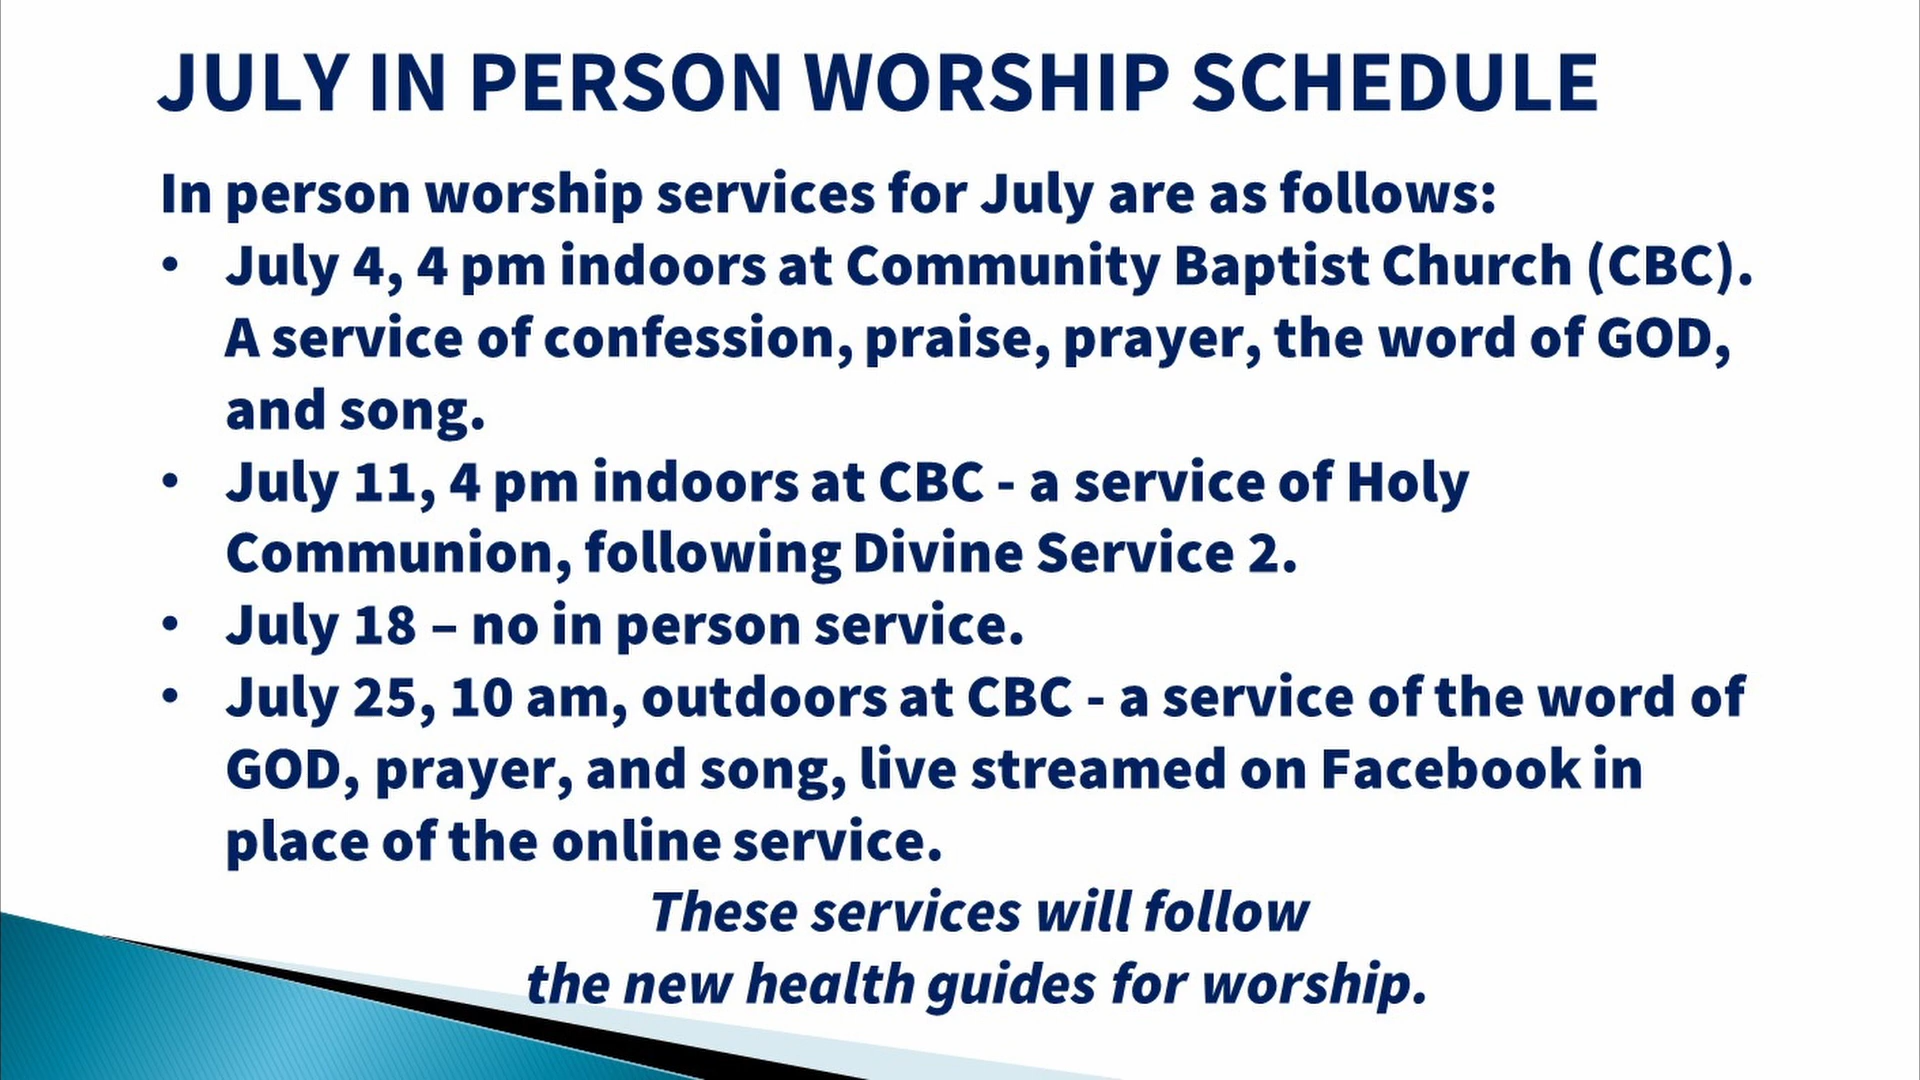 JULY IN PERSON WORSHIP SCHEDULE
In person worship services for July are as follows:
• July 4, 4 pm indoors at Community Baptist Church (CBC).
A service of confession, praise, prayer, the word of GOD,
and song.
• July 11, 4 pm indoors at CBC - a service of Holy
Communion, following Divine Service 2.
• July 18 – no in person service.
• July 25, 10 am, outdoors at CBC - a service of the word of
GOD, prayer, and song, live streamed on Facebook in
place of the online service.
These services will follow
the new health guides for worship.